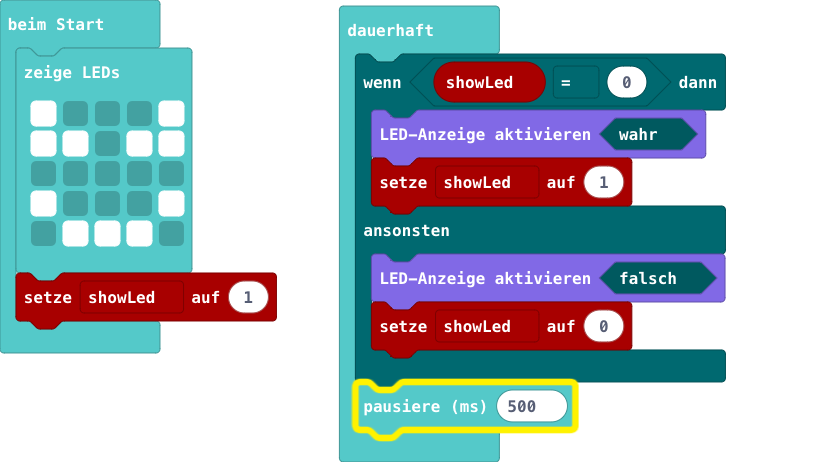 beim Start
zeige LEDs
setze showLed auf 1
dauerhaft
wenn showLed = 0 dann
LED-Anzeige aktivieren wahr
setze showLed auf 1
ansonsten
LED-Anzeige aktivieren falsch
setze showLed auf 0
pausiere (ms) 500